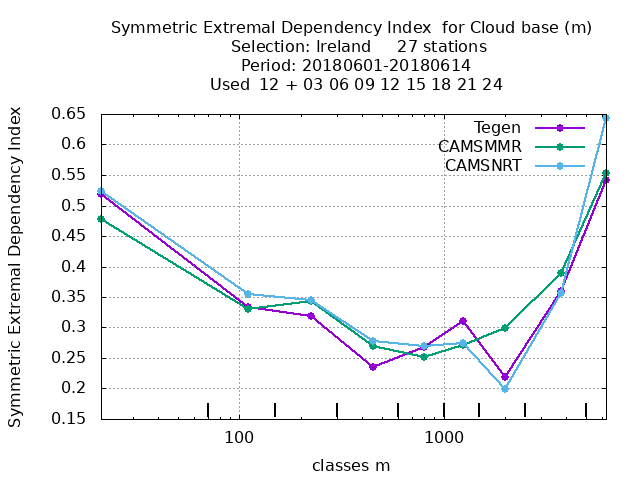 Symmetric Extremal Dependency Index  for Cloud base (m)
Selection: Ireland     27 stations
Period: 20180601-20180614
Used  12 + 03 06 09 12 15 18 21 24
Symmetric Extremal Dependency Index
0.65
0.6
0.55
0.5
0.45
0.4
0.35
0.3
0.25
0.2
0.15
Tegen
CAMSMMR
CAMSNRT
100
1000
classes m